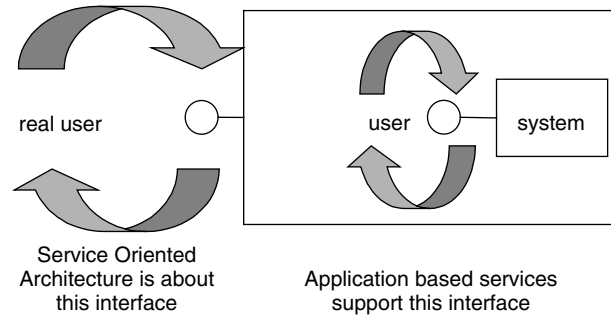 real user
user
system
Service Oriented
Architecture is about
this interface
Application based services
support this interface